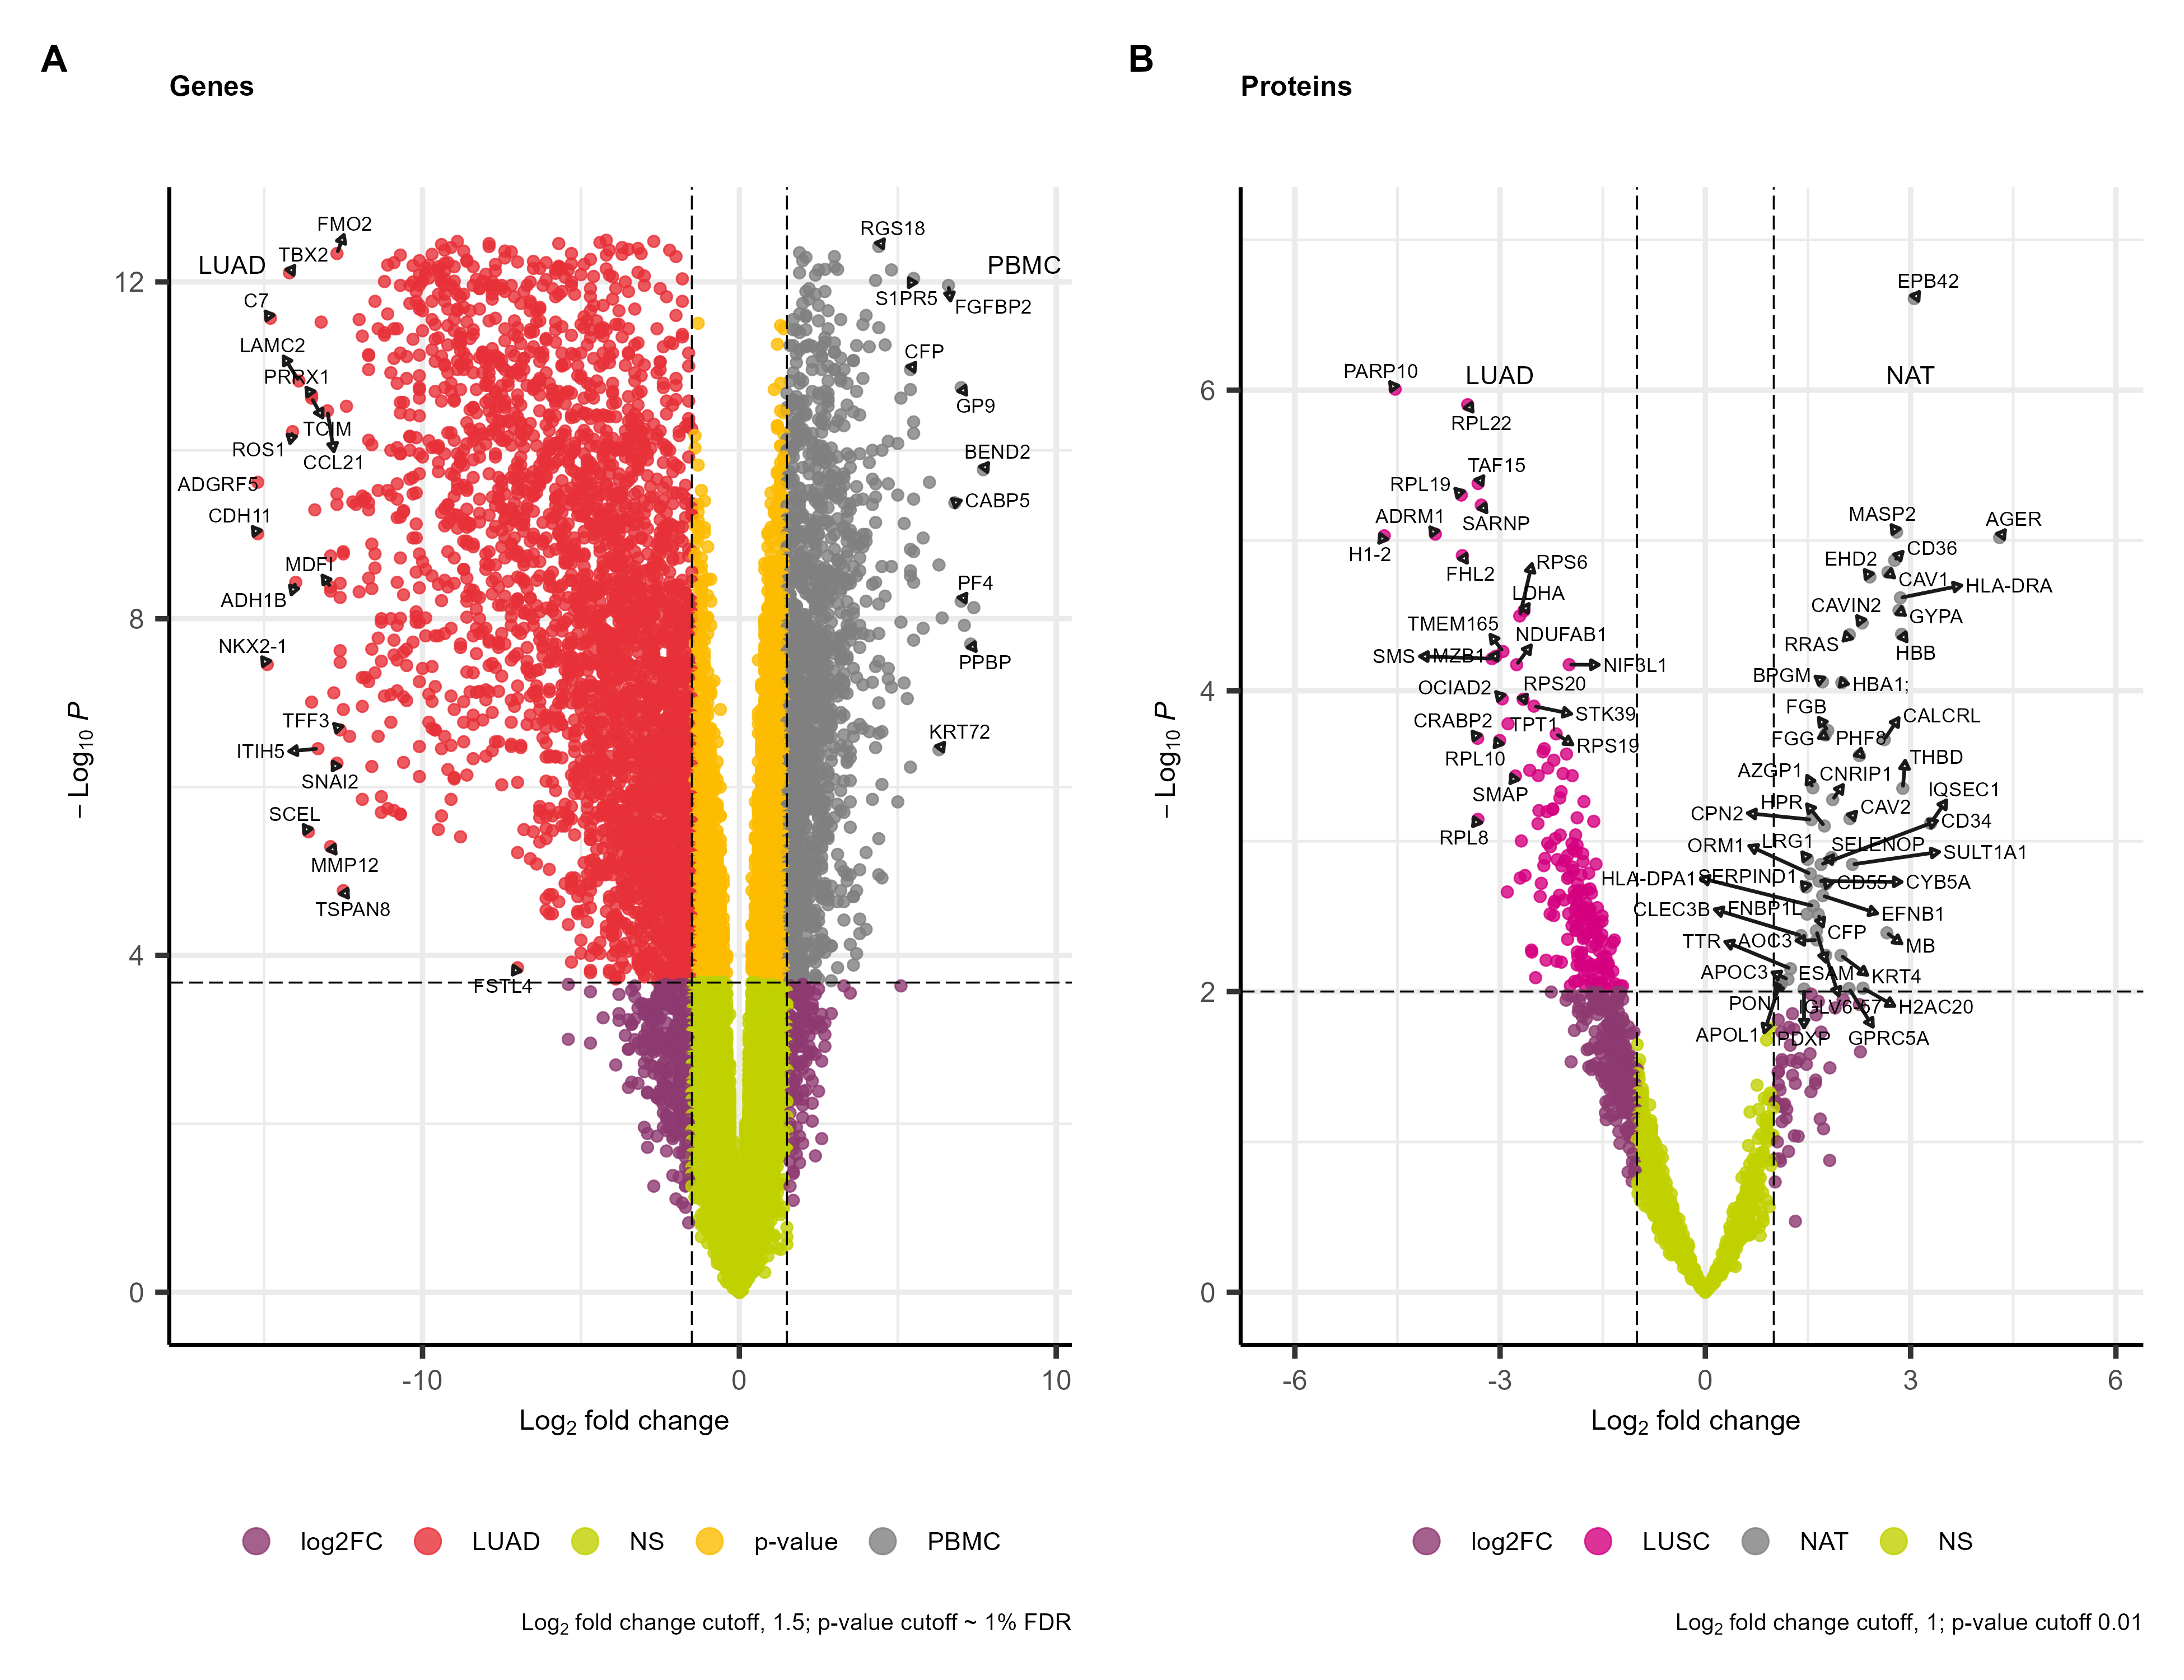 A
Genes
FMO2
TBX2
LUAD
C7
LAMC2
PRRX1
TCIM
ROS1
CCL21
ADGRF5
CDH11
MDFI
ADH1B
NKX2-1
TFF3
ITIH5
SNAI2
SCEL
MMP12
TSPAN8
FSTL4
RGS18
PBMC
S1PR5
FGFBP2
CFP
GP9
BEND2
CABP5
PF4
PPBP
KRT72
12
8
4
0
-10
0
10
– Log10 P
Log2 fold change
log2FC
LUAD
NS
p-value
PBMC
Log2 fold change cutoff, 1.5; p-value cutoff ~ 1% FDR
B
Proteins
EPB42
PARP10
LUAD
NAT
RPL22
TAF15
RPL19
ADRM1
SARNP
H1-2
FHL2
RPS6
LDHA
TMEM165
NDUFAB1
SMS
MZB1
NIF3L1
OCIAD2
RPS20
STK39
CRABP2
TPT1
RPS19
RPL10
SMAP
RPL8
MASP2
AGER
CD36
EHD2
CAV1
HLA-DRA
CAVIN2
GYPA
RRAS
HBB
BPGM
HBA1;
FGB
CALCRL
FGG
PHF8
THBD
AZGP1
CNRIP1
IQSEC1
HPR
CAV2
CPN2
CD34
ORM1
LRG1
SELENOP
SULT1A1
HLA-DPA1
SERPIND1
CD55
CYB5A
CLEC3B
FNBP1L
EFNB1
CFP
TTR
AOC3
MB
APOC3
ESAM
KRT4
PON1
IGLV6-57
H2AC20
APOL1
PDXP
GPRC5A
6
4
2
0
-6
-3
0
3
6
– Log10 P
Log2 fold change
log2FC
LUSC
NAT
NS
Log2 fold change cutoff, 1; p-value cutoff 0.01